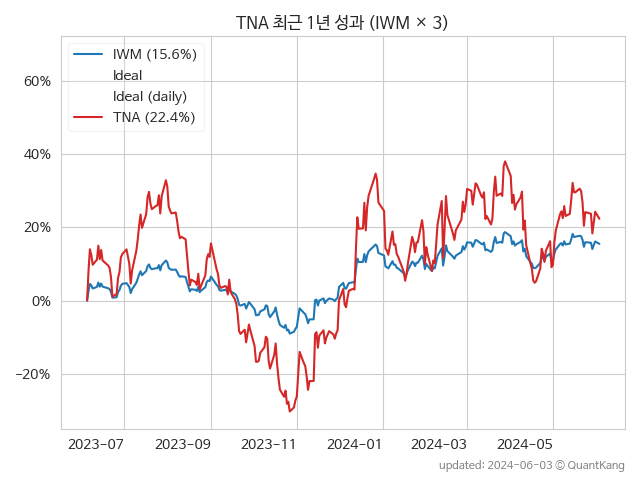 TNA 최근 1년 성과 (IWM × 3)
IWM (15.6%)
Ideal
Ideal (daily)
TNA (22.4%)
60%
40%
20%
0%
−20%
2023−07
2023−09
2023−11
2024−01
2024−03
2024−05
updated: 2024-06-03 © QuantKang